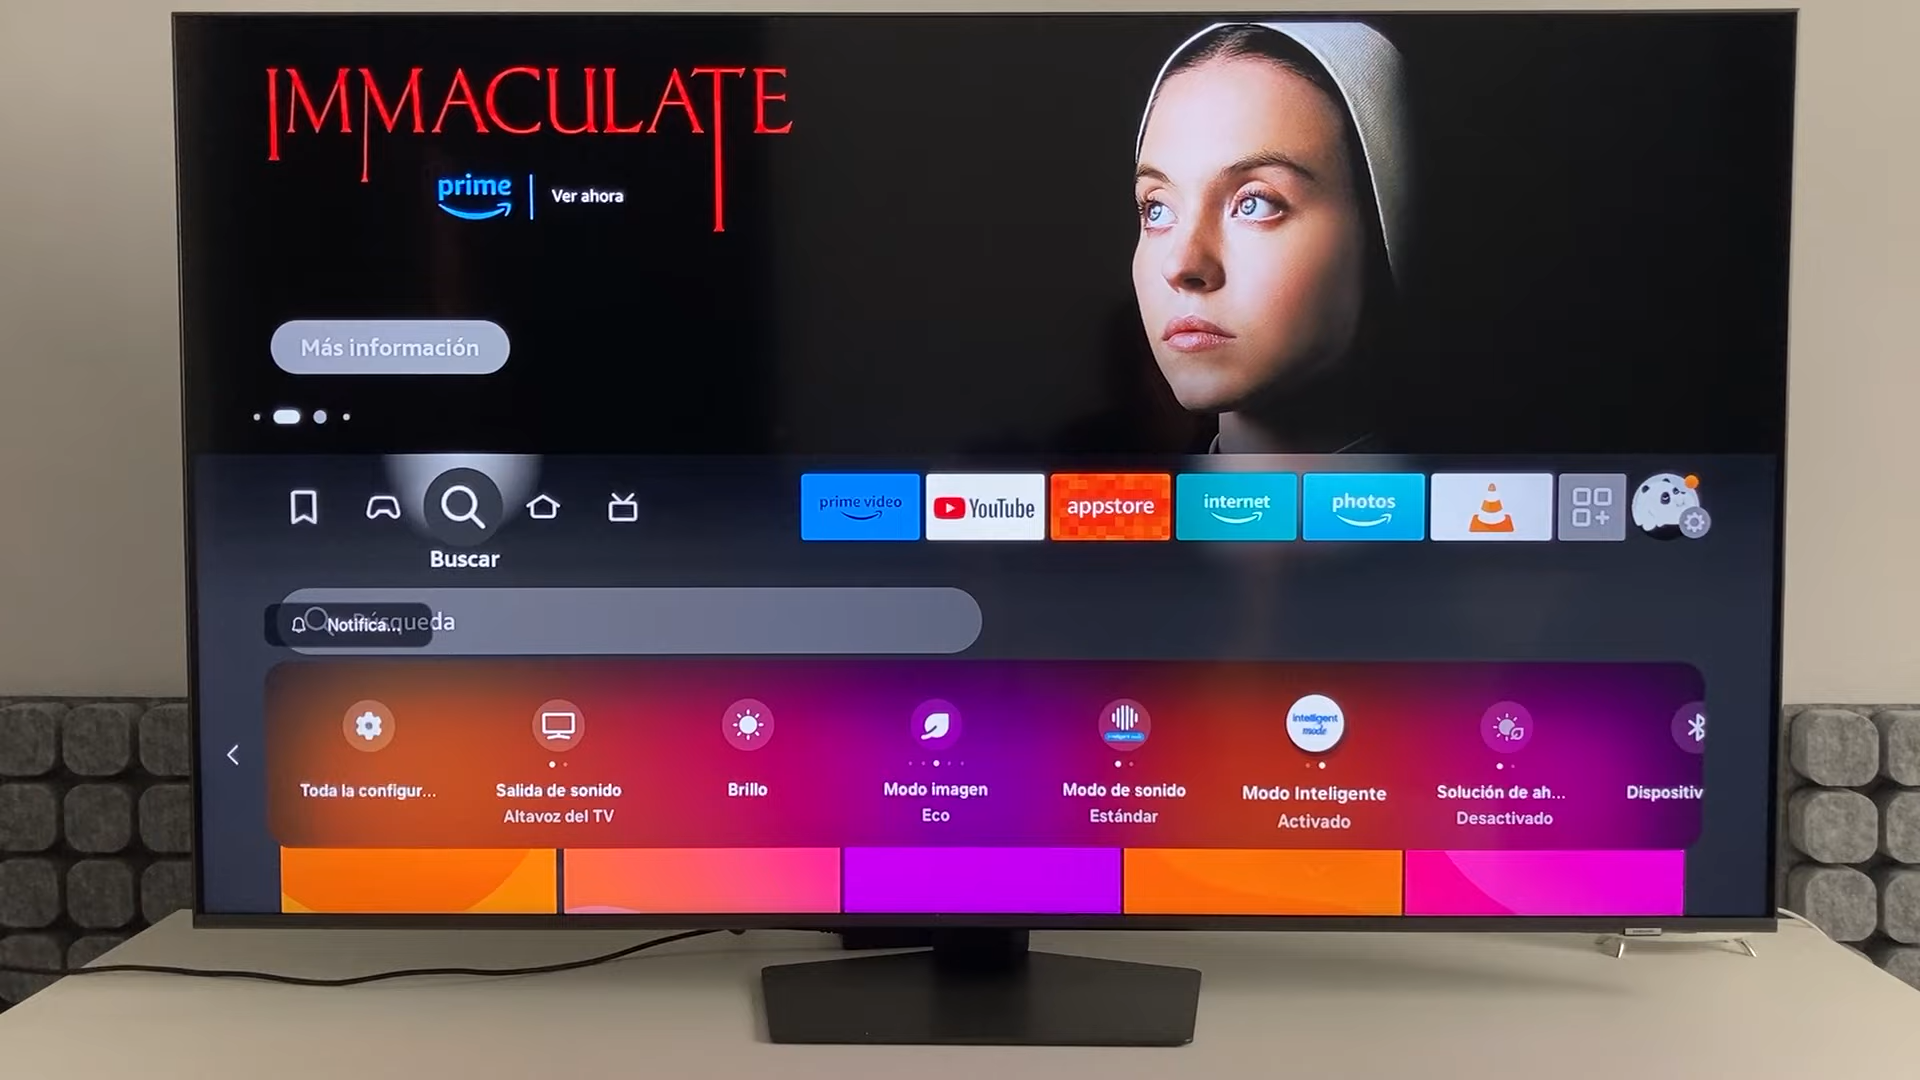 IMMACULATE
prime
Ver ahora
Más información
prime video
YouTube
appstore
internet
photos
Buscar
Notifica...
Búsqueda
Toda la configur...
Salida de sonido
Altavoz del TV
Brillo
Modo imagen
Eco
Modo de sonido
Estándar
intelligent
mode
Modo Inteligente
Activado
Solución de ah...
Desactivado
Dispositiv